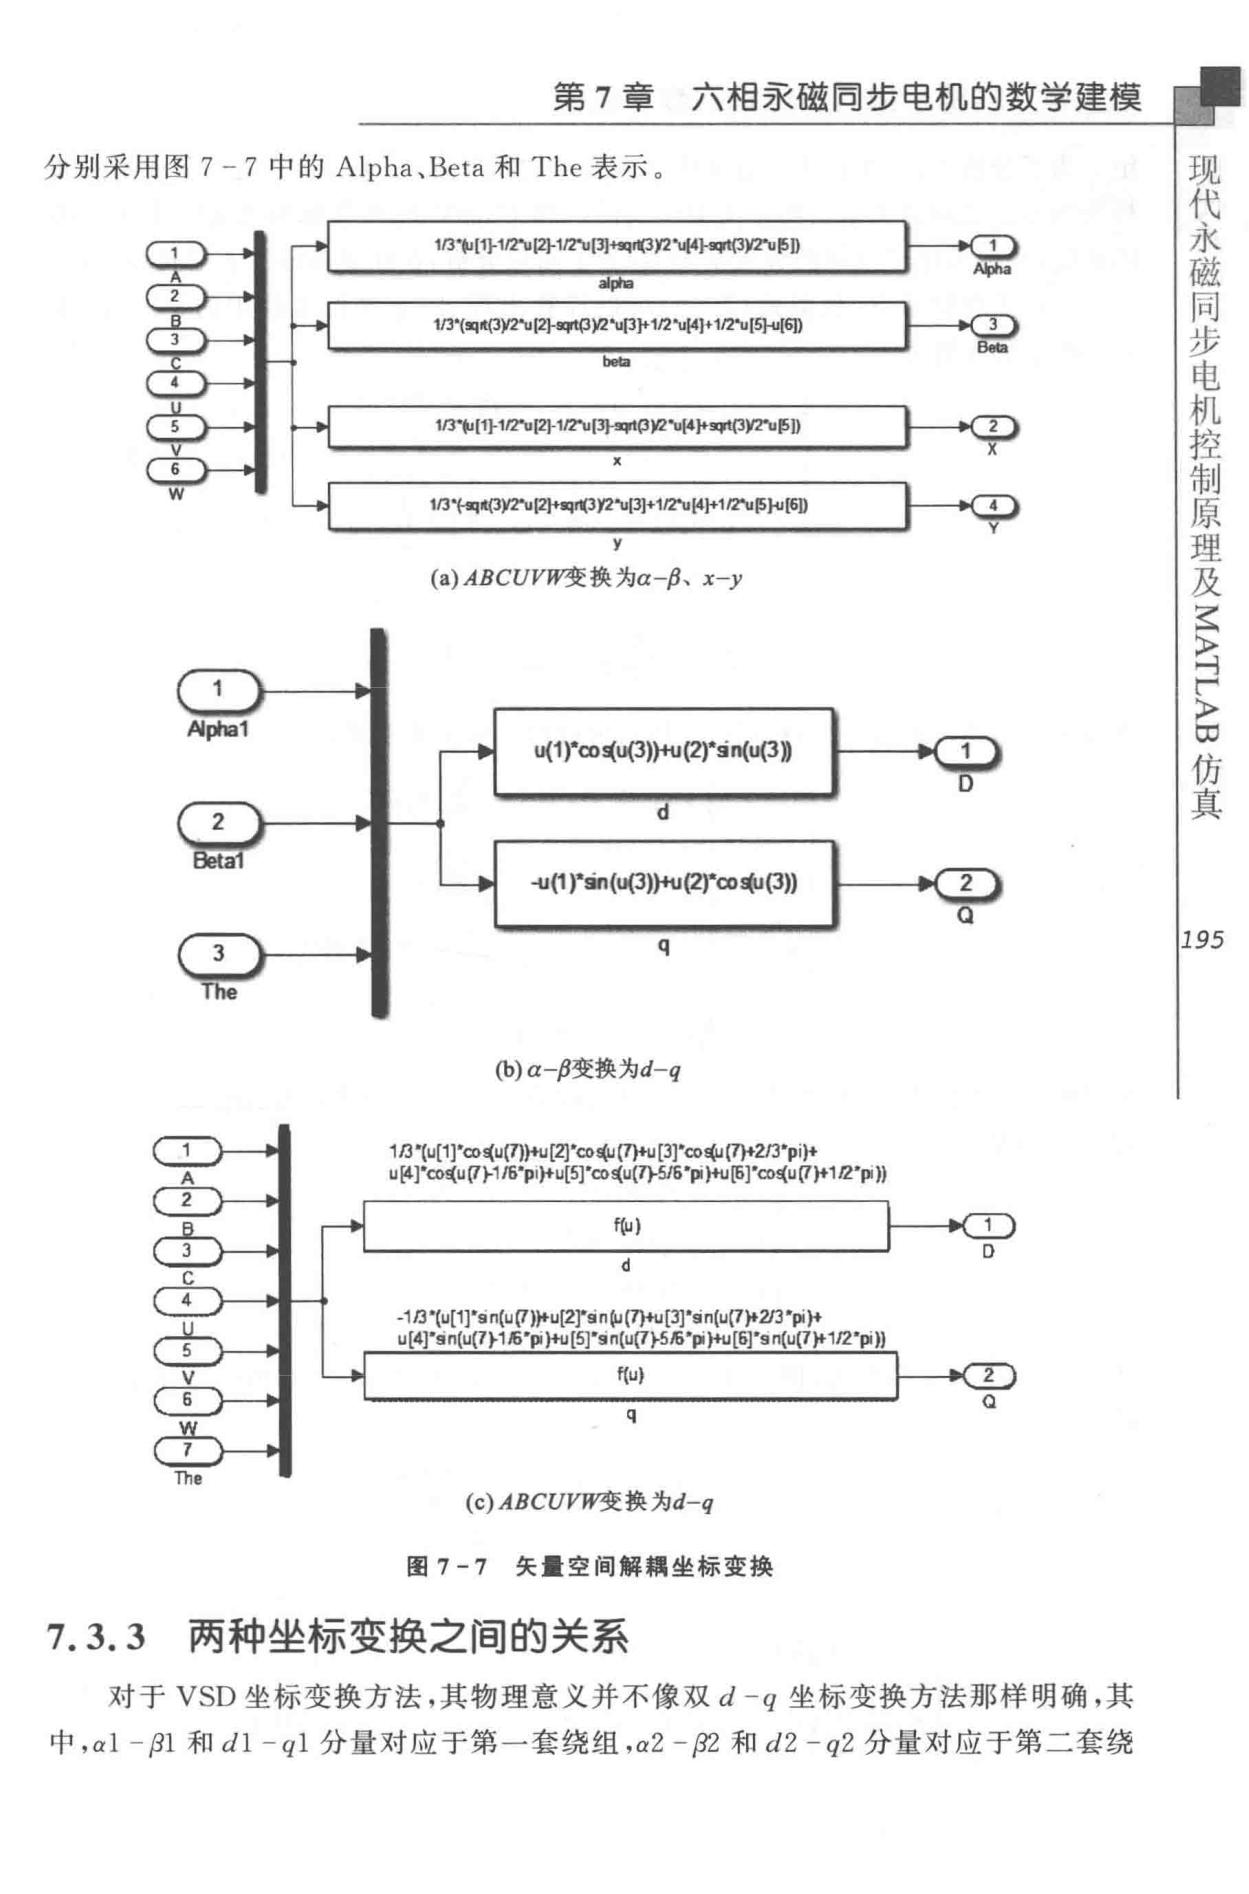 第7章 六相永磁同步电机的数学建模
分别采用图7-7中的Alpha、Beta和The表示。
1
A
2
B
3
C
4
U
5
V
6
W
1/3*(u[1]-1/2*u[2]-1/2*u[3]+sqrt(3)/2*u[4]-sqrt(3)/2*u[5])
alpha
1
Alpha
1/3*(sqrt(3)/2*u[2]-sqrt(3)/2*u[3]+1/2*u[4]+1/2*u[5]-u[6])
beta
3
Beta
1/3*(u[1]-1/2*u[2]-1/2*u[3]-sqrt(3)/2*u[4]+sqrt(3)/2*u[5])
x
2
X
1/3*(-sqrt(3)/2*u[2]+sqrt(3)/2*u[3]+1/2*u[4]+1/2*u[5]-u[6])
y
4
Y
(a) ABCUVW变换为α-β、x-y
1
Alpha1
2
Beta1
3
The
u(1)*cos(u(3))+u(2)*sin(u(3))
d
1
D
-u(1)*sin(u(3))+u(2)*cos(u(3))
q
2
Q
(b) α-β变换为d-q
1
A
2
B
3
C
4
U
5
V
6
W
7
The
1/3*(u[1]*cos(u(7))+u[2]*cos(u(7)+u[3]*cos(u(7)+2/3*pi)+
u[4]*cos(u(7)-1/6*pi)+u[5]*cos(u(7)-5/6*pi)+u[6]*cos(u(7)+1/2*pi))
f(u)
d
1
D
-1/3*(u[1]*sin(u(7))+u[2]*sin(u(7)+u[3]*sin(u(7)+2/3*pi)+
u[4]*sin(u(7)-1/6*pi)+u[5]*sin(u(7)-5/6*pi)+u[6]*sin(u(7)+1/2*pi))
f(u)
q
2
Q
(c) ABCUVW变换为d-q
图7-7 矢量空间解耦坐标变换
7.3.3 两种坐标变换之间的关系
对于VSD坐标变换方法,其物理意义并不像双d-q坐标变换方法那样明确,其
中,α1-β1和d1-q1分量对应于第一套绕组,α2-β2和d2-q2分量对应于第二套绕
现代永磁同步电机控制原理及MATLAB仿真
195